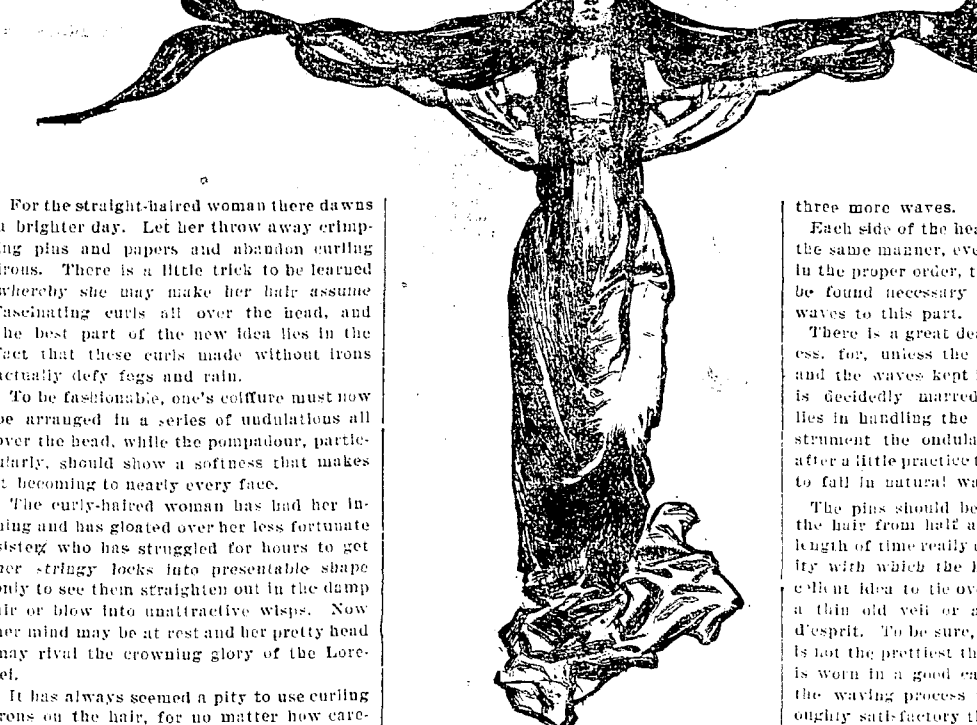 For the straight-haired woman there dawns
a brighter day. Let her throw away crimp-
ing pins and papers and abandon curling
irons. There is a little trick to be learned
whereby she may make her hair assume
fascinating curls all over the head, and
the best part of the new idea lies in the
fact that these curls made without irons
actually defy fogs and rain.
To be fashionable, one's coiffure must now
be arranged in a series of undulations all
over the head, while the pompadour, partic-
ularly, should show a softness that makes
it becoming to nearly every face.
The curly-haired woman has had her in-
ning and has gloated over her less fortunate
sister, who has struggled for hours to get
her stringy locks into presentable shape
only to see them straighten out in the damp
air or blow into unattractive wisps. Now
her mind may be at rest and her pretty head
may rival the crowning glory of the Lore-
lei.
It has always seemed a pity to use curling
irons on the hair, for no matter how care-
three more waves.
Each side of the hea
the same manner, eve
in the proper order, t
be found necessary
waves to this part.
There is a great dea
ess, for, unless the
and the waves kept
is decidedly marred
lies in handling the
strument the ondula
after a little practice t
to fall in natural wa
The pins should be
the hair from half a
length of time really
ity with which the h
cellent idea to tie ov
a thin old veil or a
d'esprit. To be sure,
is not the prettiest th
is worn in a good ca
the waving process
oughly satisfactory t